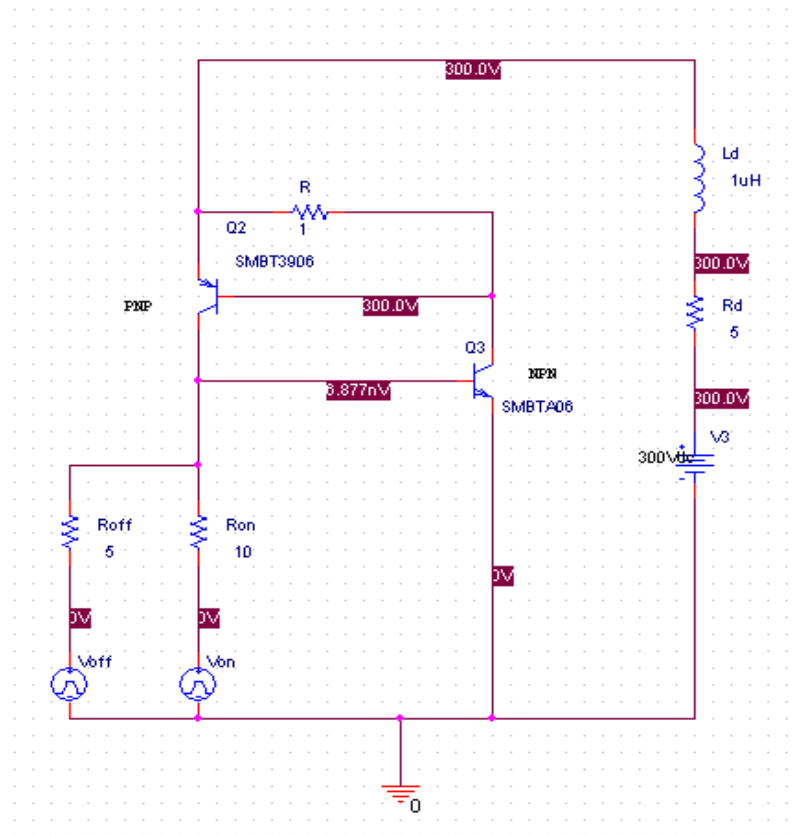 300.0V
Ld
1uH
R
1
Q2
SMBT3906
300.0V
PNP
300.0V
Rd
5
Q3
NPN
6.877nV
SMBTA06
300.0V
V3
300Vdc
Roff
5
Ron
10
0V
0V
0V
Voff
Von
0